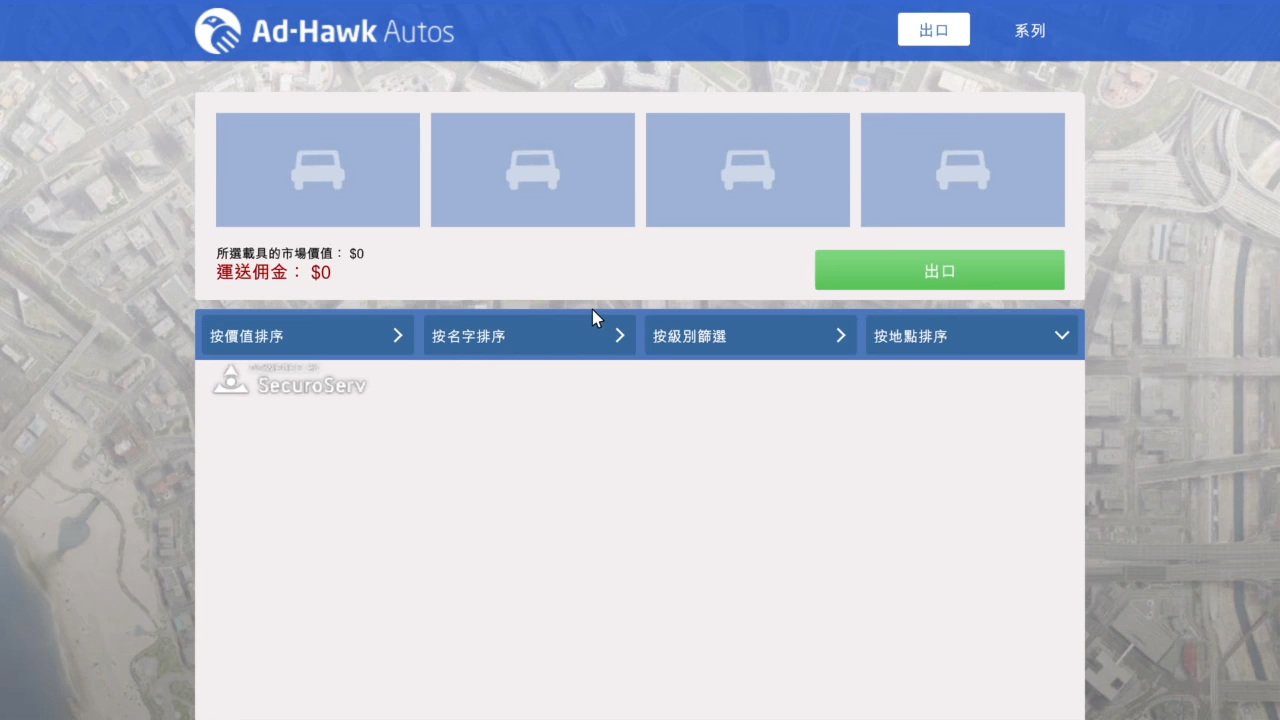 Ad-Hawk Autos
出口
系列
所選載具的市場價值： $0
運送佣金： $0
出口
按價值排序
按名字排序
按級別篩選
按地點排序
SecuroServ